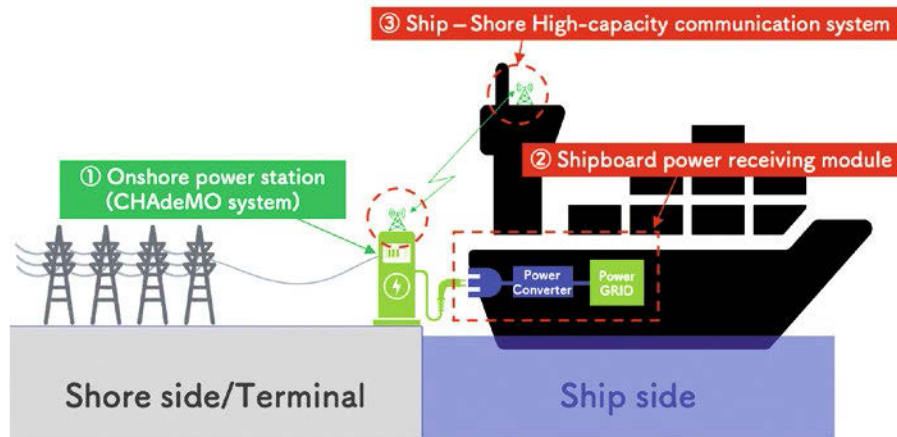 ③ Ship – Shore High-capacity communication system
② Shipboard power receiving module
① Onshore power station
(CHAdeMO system)
Power
Converter
Power
GRID
Shore side/Terminal
Ship side